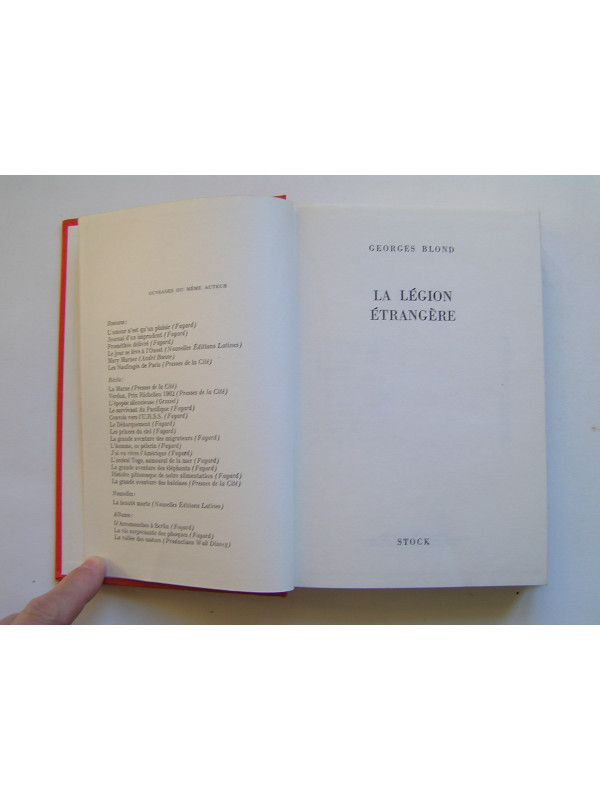 OUVRAGES DU MÊME AUTEUR
Romans:
L'amour n'est qu'un plaisir (Fayard)
Journal d'un imprudent (Fayard)
Prométhée délivré (Fayard)
Le jour se lève à l'Ouest (Nouvelles Éditions Latines)
Mary Marner (André Bonne)
Les Naufragés de Paris (Presses de la Cité)
Récits:
La Marne (Presses de la Cité)
Verdun, Prix Richelieu 1962 (Presses de la Cité)
L'épopée silencieuse (Grasset)
Le survivant du Pacifique (Fayard)
Convois vers l'U.R.S.S. (Fayard)
Le Débarquement (Fayard)
Les princes du ciel (Fayard)
La grande aventure des migrateurs (Fayard)
L'homme, ce pèlerin (Fayard)
J'ai vu vivre l'Amérique (Fayard)
L'amiral Togo, samouraï de la mer (Fayard)
La grande aventure des éléphants (Fayard)
Histoire pittoresque de notre alimentation (Fayard)
La grande aventure des baleines (Presses de la Cité)
Nouvelles:
La beauté morte (Nouvelles Éditions Latines)
Albums:
D'Arromanches à Berlin (Fayard)
La vie surprenante des phoques (Fayard)
La vallée des castors (Productions Walt Disney)
GEORGES BLOND
LA LÉGION
ÉTRANGÈRE
STOCK